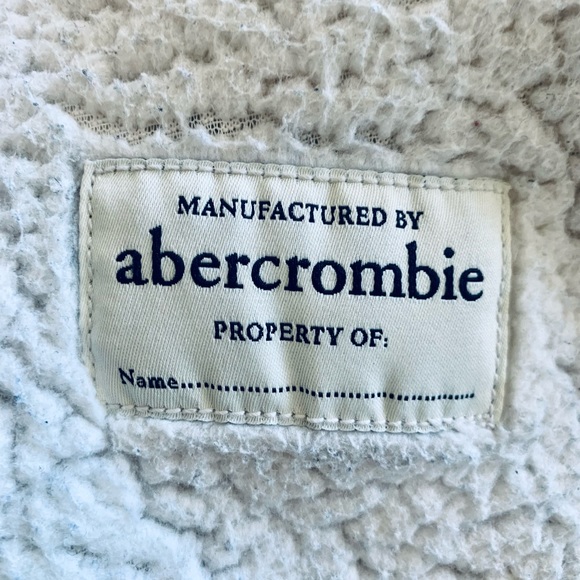 MANUFACTURED BY
abercrombie
PROPERTY OF:
Name................................................